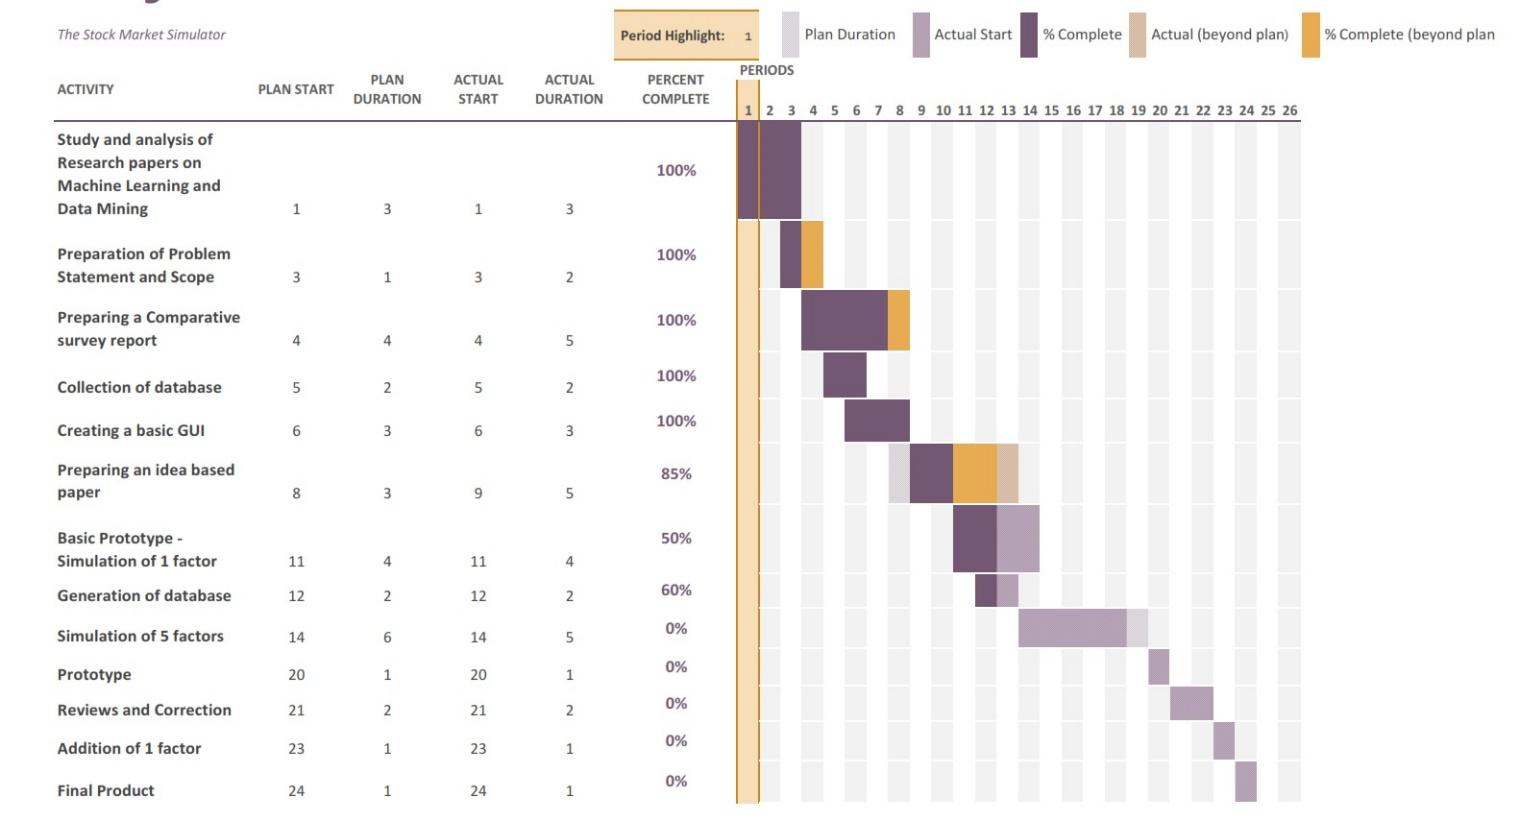 The Stock Market Simulator
Period Highlight: 1
Plan Duration
Actual Start
% Complete
Actual (beyond plan)
% Complete (beyond plan
PERIODS
ACTIVITY PLAN START PLAN DURATION ACTUAL START ACTUAL DURATION PERCENT COMPLETE
1 2 3 4 5 6 7 8 9 10 11 12 13 14 15 16 17 18 19 20 21 22 23 24 25 26
Study and analysis of
Research papers on
Machine Learning and
Data Mining 1 3 1 3 100%
Preparation of Problem
Statement and Scope 3 1 3 2 100%
Preparing a Comparative
survey report 4 4 4 5 100%
Collection of database 5 2 5 2 100%
Creating a basic GUI 6 3 6 3 100%
Preparing an idea based
paper 8 3 9 5 85%
Basic Prototype -
Simulation of 1 factor 11 4 11 4 50%
Generation of database 12 2 12 2 60%
Simulation of 5 factors 14 6 14 5 0%
Prototype 20 1 20 1 0%
Reviews and Correction 21 2 21 2 0%
Addition of 1 factor 23 1 23 1 0%
Final Product 24 1 24 1 0%